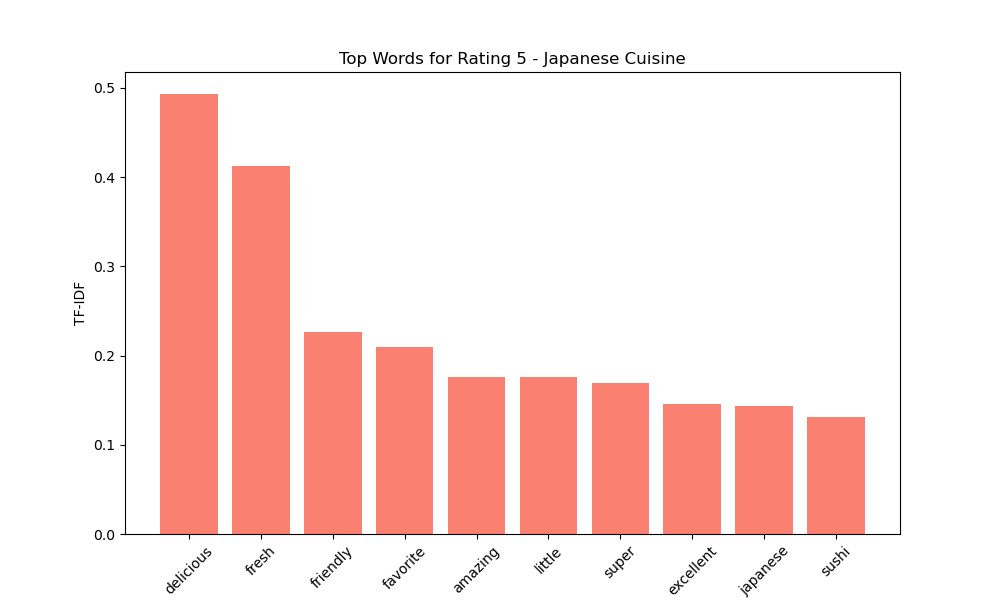 Top Words for Rating 5 - Japanese Cuisine
TF-IDF
0.5
0.4
0.3
0.2
0.1
0.0
delicious
fresh
friendly
favorite
amazing
little
super
excellent
japanese
sushi